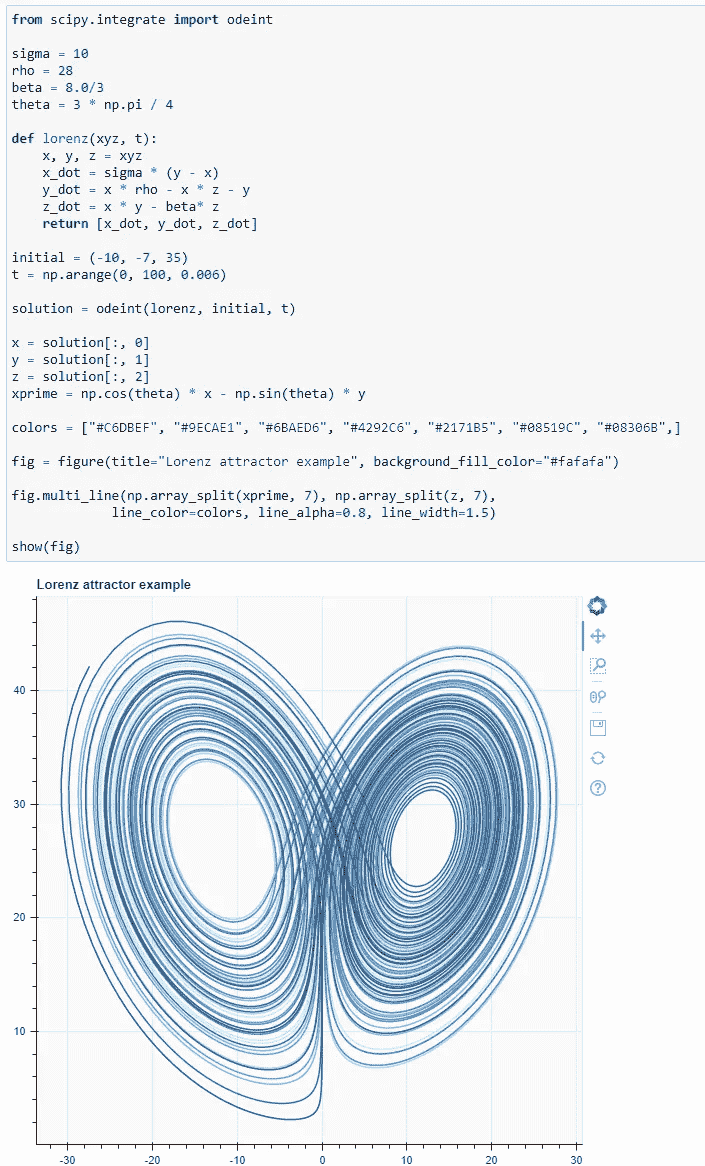 from scipy.integrate import odeint
sigma = 10
rho = 28
beta = 8.0/3
theta = 3 * np.pi / 4
def lorenz(xyz, t):
    x, y, z = xyz
    x_dot = sigma * (y - x)
    y_dot = x * rho - x * z - y
    z_dot = x * y - beta* z
    return [x_dot, y_dot, z_dot]
initial = (-10, -7, 35)
t = np.arange(0, 100, 0.006)
solution = odeint(lorenz, initial, t)
x = solution[:, 0]
y = solution[:, 1]
z = solution[:, 2]
xprime = np.cos(theta) * x - np.sin(theta) * y
colors = ["#C6DBEF", "#9ECAE1", "#6BAED6", "#4292C6", "#2171B5", "#08519C", "#08306B",]
fig = figure(title="Lorenz attractor example", background_fill_color="#fafafa")
fig.multi_line(np.array_split(xprime, 7), np.array_split(z, 7),
             line_color=colors, line_alpha=0.8, line_width=1.5)
show(fig)
Lorenz attractor example
40
30
20
10
-30 -20 -10 0 10 20 30
?